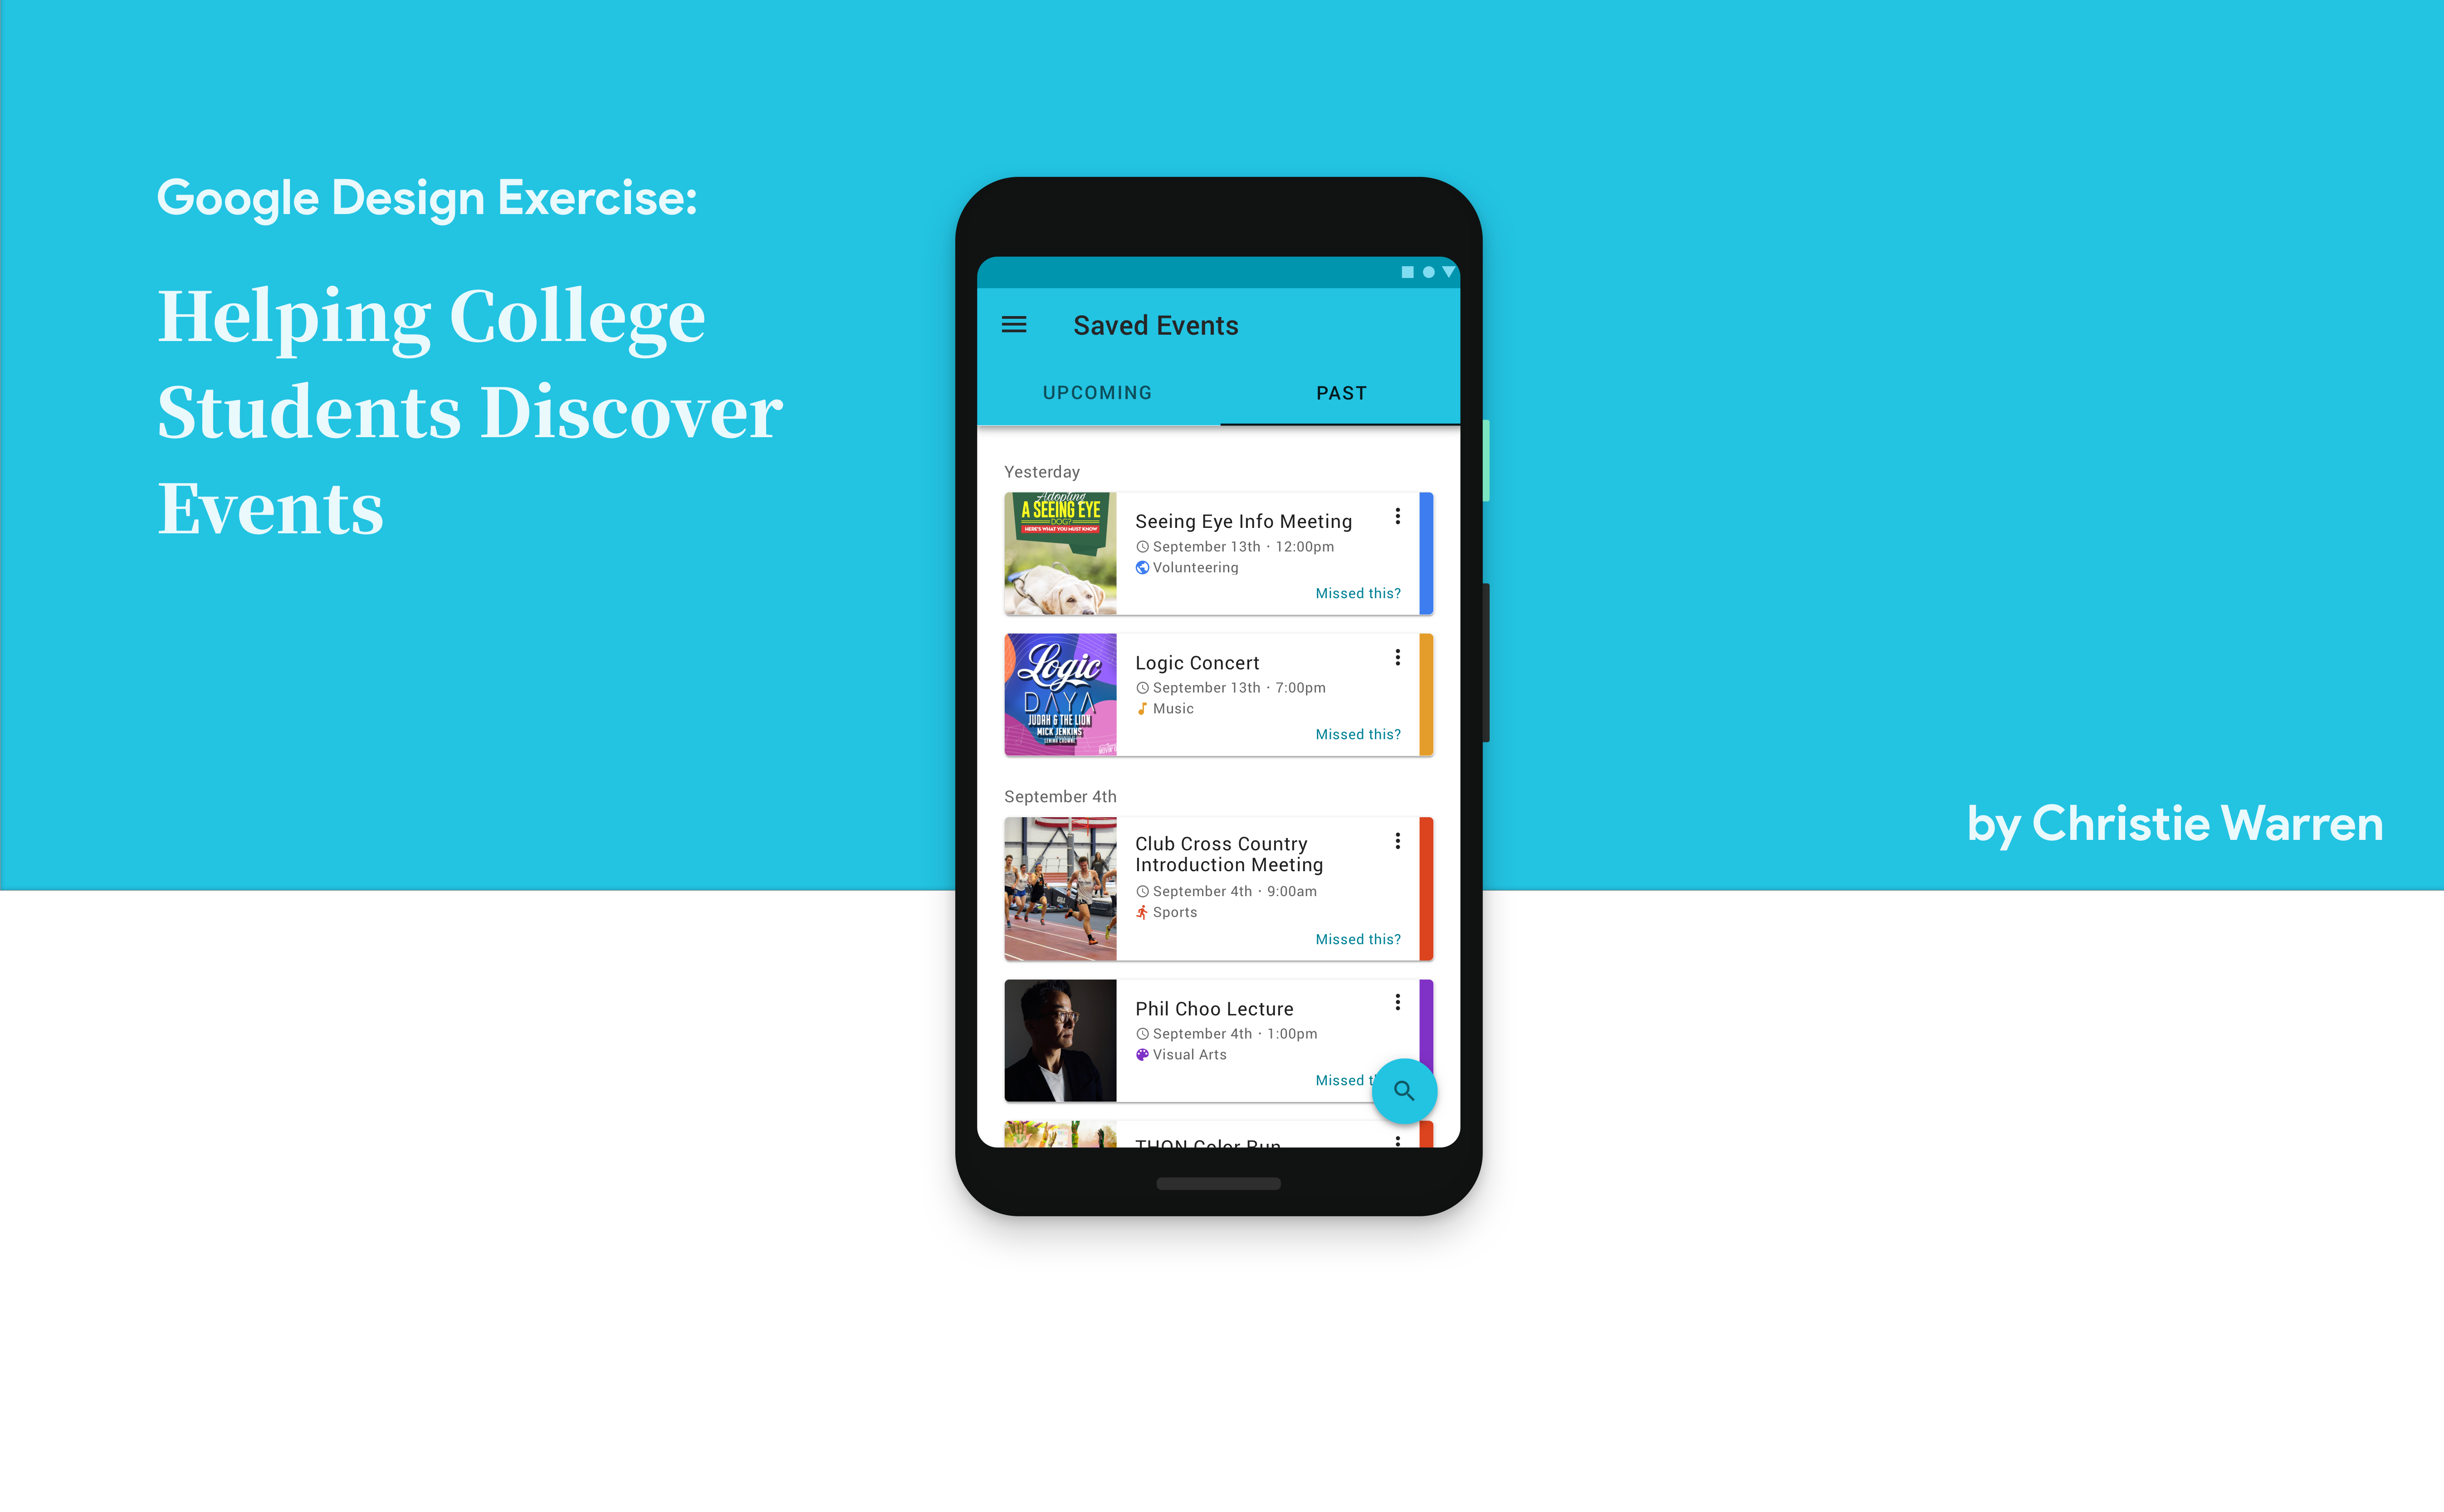 Google Design Exercise:
Helping College
Students Discover
Events
by Christie Warren
Saved Events
UPCOMING
PAST
Yesterday
Adopting
A SEEING EYE
DOG?
HERE'S WHAT YOU MUST KNOW
Seeing Eye Info Meeting
September 13th · 12:00pm
Volunteering
Missed this?
Logic
DAYA
JUDAH & THE LION
MICK JENKINS
Logic Concert
September 13th · 7:00pm
Music
Missed this?
September 4th
Club Cross Country
Introduction Meeting
September 4th · 9:00am
Sports
Missed this?
Phil Choo Lecture
September 4th · 1:00pm
Visual Arts
Missed
THON Color Run